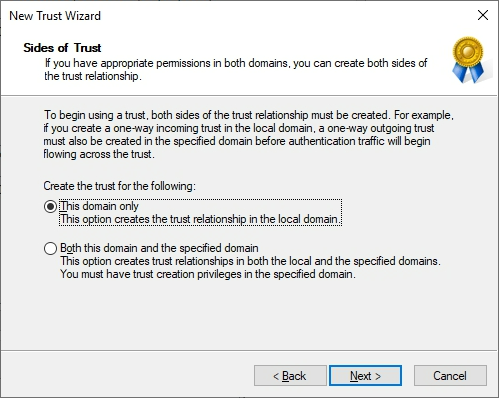 New Trust Wizard
Sides of Trust
If you have appropriate permissions in both domains, you can create both sides of
the trust relationship.
To begin using a trust, both sides of the trust relationship must be created. For example,
if you create a one-way incoming trust in the local domain, a one-way outgoing trust
must also be created in the specified domain before authentication traffic will begin
flowing across the trust.
Create the trust for the following:
This domain only
This option creates the trust relationship in the local domain.
Both this domain and the specified domain
This option creates trust relationships in both the local and the specified domains.
You must have trust creation privileges in the specified domain.
< Back Next > Cancel